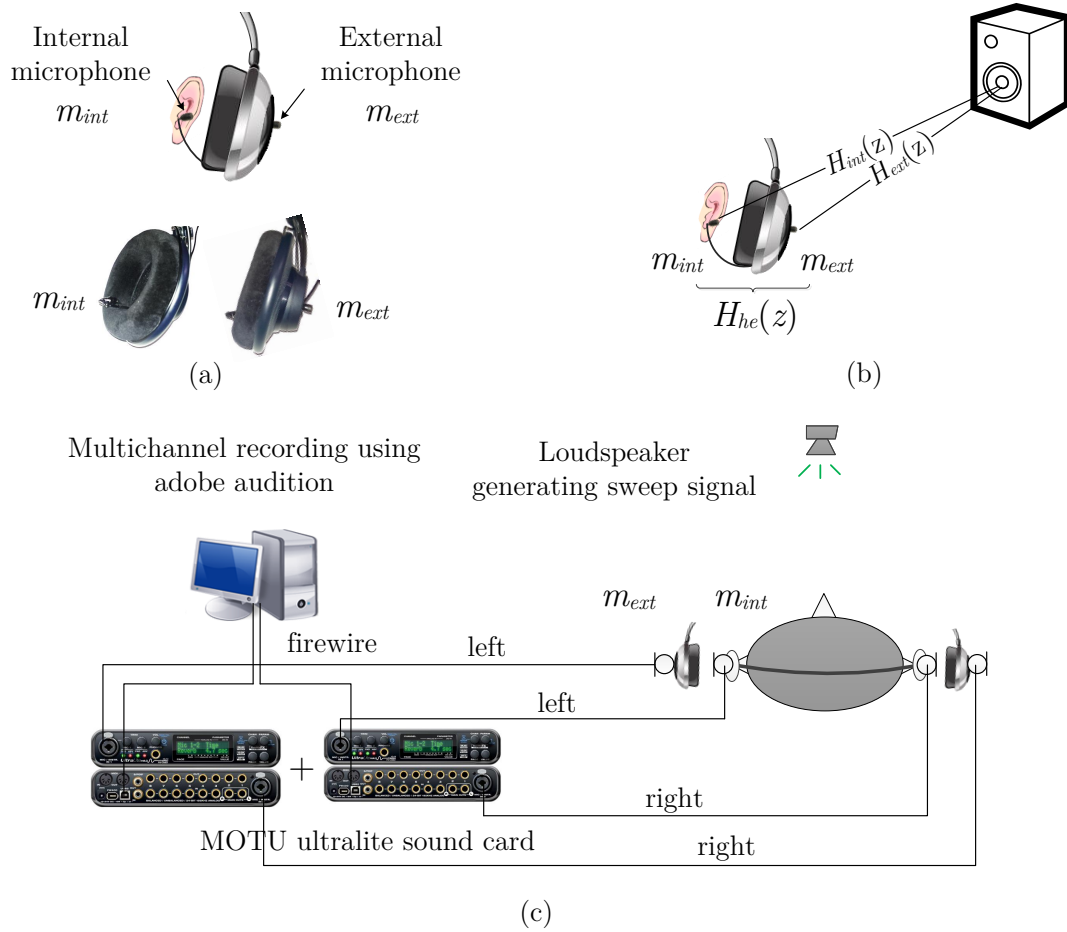 Internal
microphone
m_int
External
microphone
m_ext
m_int
m_ext
(a)
H_int(z)
H_ext(z)
m_int
m_ext
H_he(z)
(b)
Multichannel recording using
adobe audition
Loudspeaker
generating sweep signal
m_ext
m_int
firewire
left
left
+
right
MOTU ultralite sound card
right
(c)